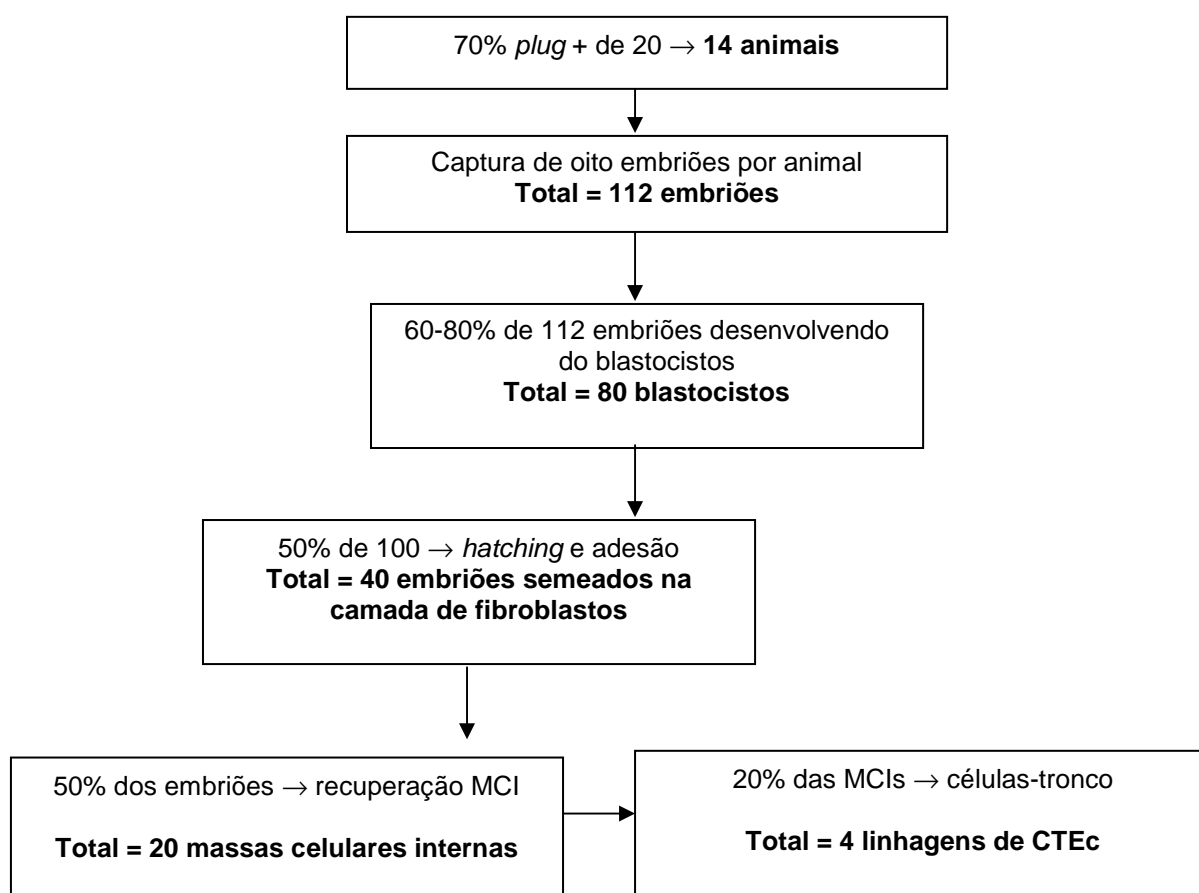 70% plug + de 20 → 14 animais
Captura de oito embriões por animal
Total = 112 embriões
60-80% de 112 embriões desenvolvendo
do blastocistos
Total = 80 blastocistos
50% de 100 → hatching e adesão
Total = 40 embriões semeados na
camada de fibroblastos
50% dos embriões → recuperação MCI
Total = 20 massas celulares internas
20% das MCIs → células-tronco
Total = 4 linhagens de CTEc